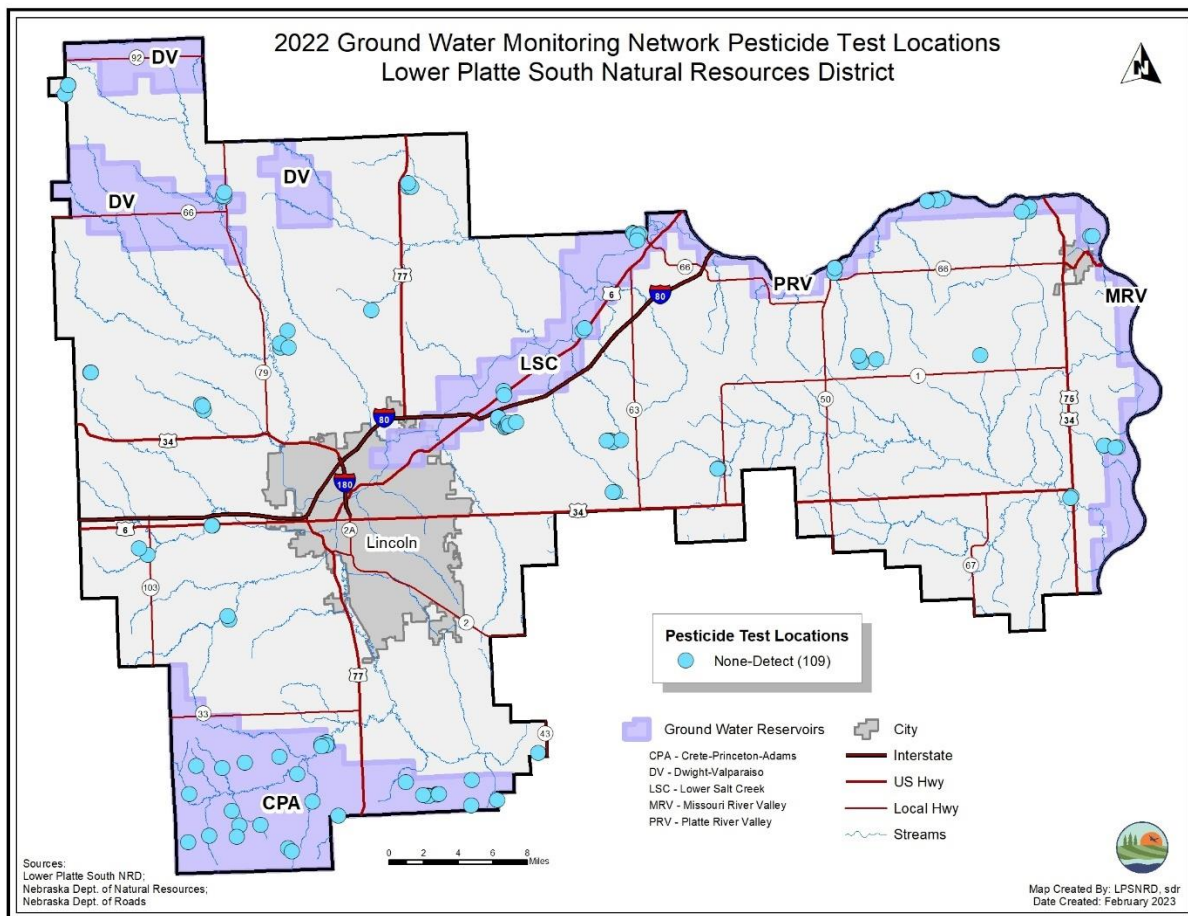 2022 Ground Water Monitoring Network Pesticide Test Locations
Lower Platte South Natural Resources District
N
92
DV
DV
DV
66
77
79
34
LSC
6
80
66
PRV
66
MRV
63
50
1
75
34
80
180
6
34
2A
Lincoln
103
2
67
77
33
43
CPA
Pesticide Test Locations
None-Detect (109)
Ground Water Reservoirs
CPA - Crete-Princeton-Adams
DV - Dwight-Valparaiso
LSC - Lower Salt Creek
MRV - Missouri River Valley
PRV - Platte River Valley
City
Interstate
US Hwy
Local Hwy
Streams
0 2 4 6 8
Miles
Sources:
Lower Platte South NRD;
Nebraska Dept. of Natural Resources;
Nebraska Dept. of Roads
Map Created By: LPSNRD, sdr
Date Created: February 2023